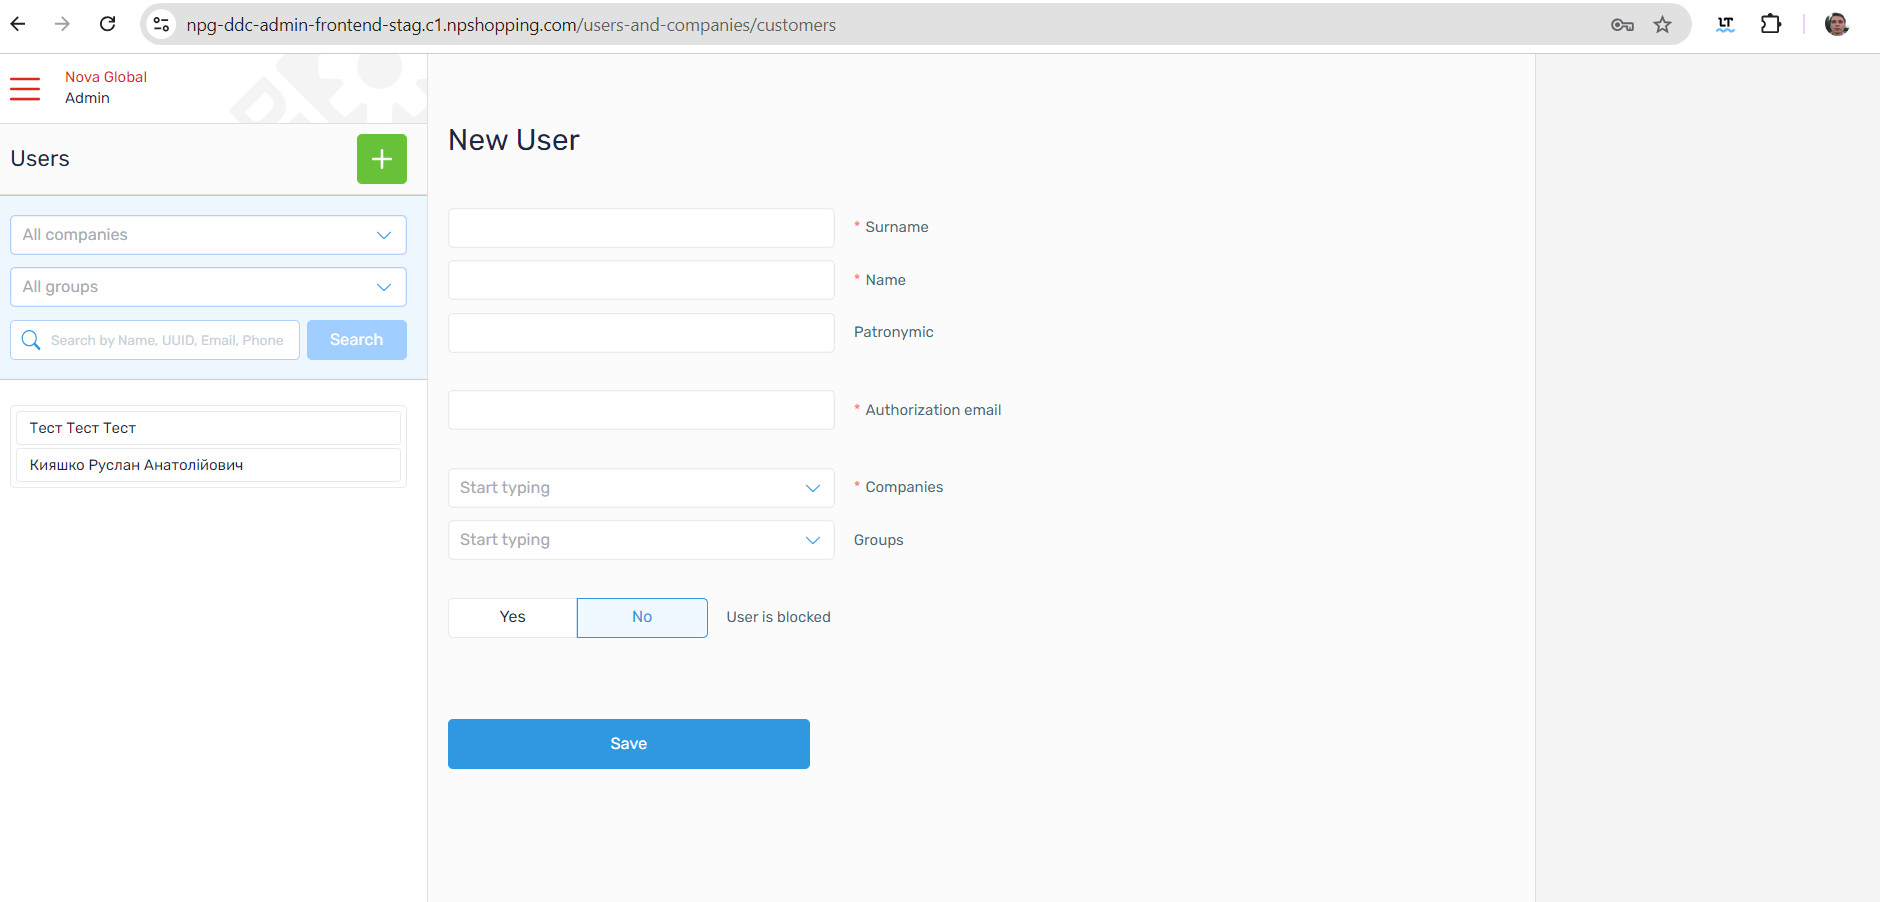 npg-ddc-admin-frontend-stag.c1.npshopping.com/users-and-companies/customers
Nova Global
Admin
Users
All companies
All groups
Search by Name, UUID, Email, Phone
Search
Тест Тест Тест
Кияшко Руслан Анатолійович
New User
* Surname
* Name
Patronymic
* Authorization email
Start typing
* Companies
Start typing
Groups
Yes
No
User is blocked
Save